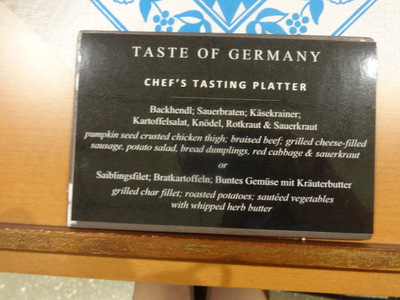 TASTE OF GERMANY
CHEF'S TASTING PLATTER
Backhendl; Sauerbraten; Käsekrainer;
Kartoffelsalat, Knödel, Rotkraut & Sauerkraut
pumpkin seed crusted chicken thigh; braised beef; grilled cheese-filled
sausage, potato salad, bread dumplings, red cabbage & sauerkraut
or
Saiblingsfilet; Bratkartoffeln; Buntes Gemüse mit Kräuterbutter
grilled char fillet; roasted potatoes; sautéed vegetables
with whipped herb butter